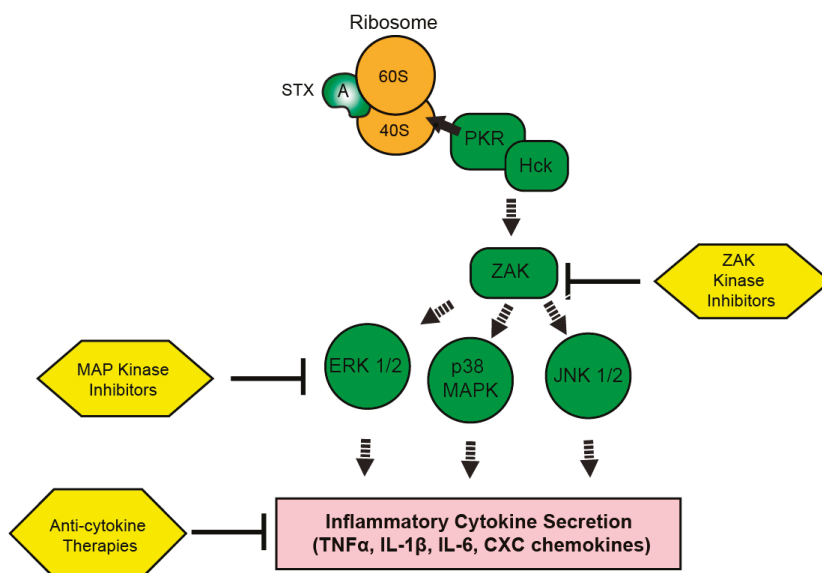 Ribosome
60S
STX
A
40S
PKR
Hck
ZAK
ZAK
Kinase
Inhibitors
ERK 1/2
p38
MAPK
JNK 1/2
MAP Kinase
Inhibitors
Anti-cytokine
Therapies
Inflammatory Cytokine Secretion
(TNFα, IL-1β, IL-6, CXC chemokines)